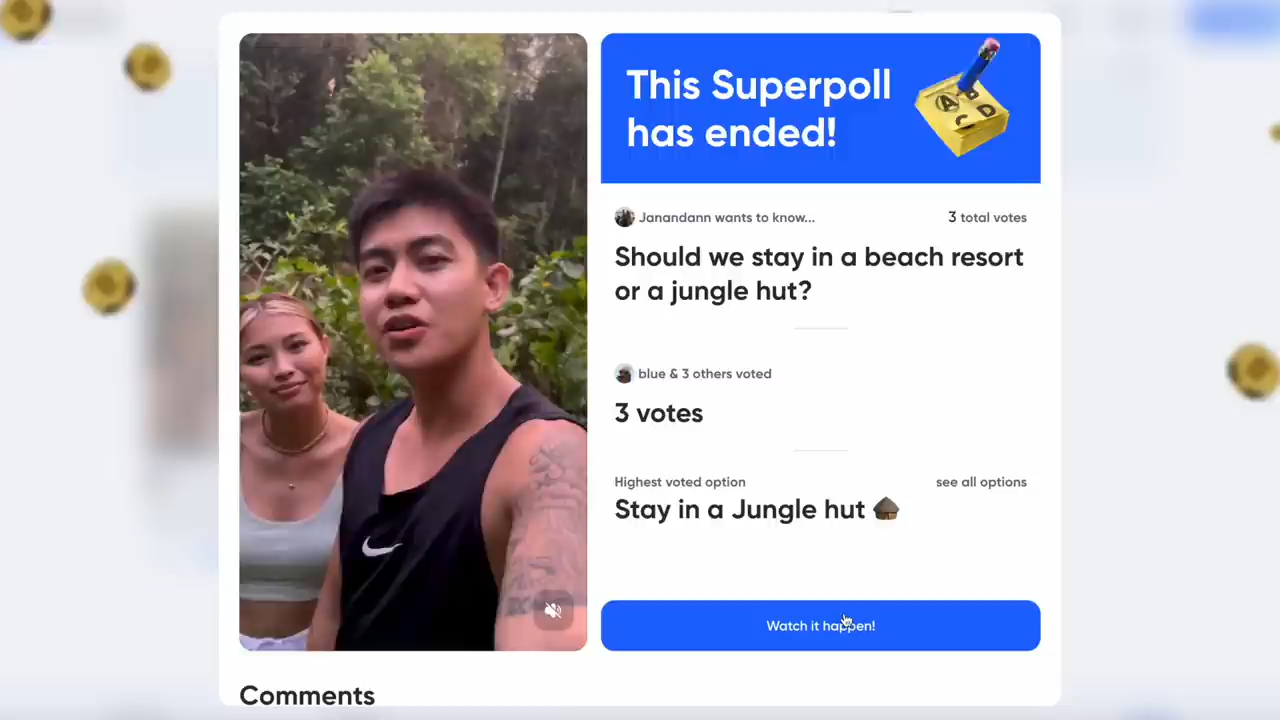 This Superpoll
has ended!
Janandann wants to know...
3 total votes
Should we stay in a beach resort
or a jungle hut?
blue & 3 others voted
3 votes
Highest voted option
see all options
Stay in a Jungle hut
Watch it happen!
Comments